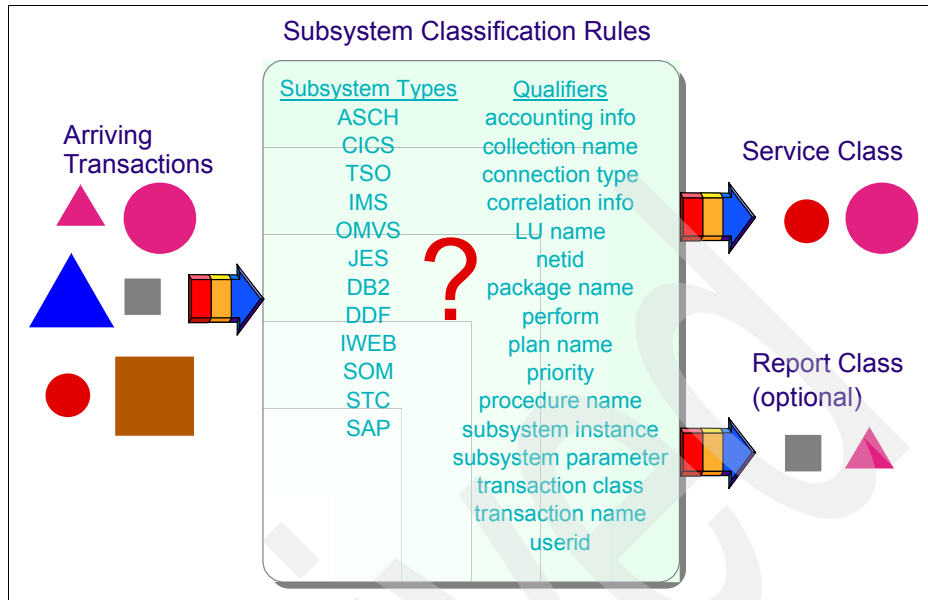 Subsystem Classification Rules
Arriving
Transactions
Subsystem Types
ASCH
CICS
TSO
IMS
OMVS
JES
DB2
DDF
IWEB
SOM
STC
SAP
Qualifiers
accounting info
collection name
connection type
correlation info
LU name
netid
package name
perform
plan name
priority
procedure name
subsystem instance
subsystem parameter
transaction class
transaction name
userid
?
Service Class
Report Class
(optional)